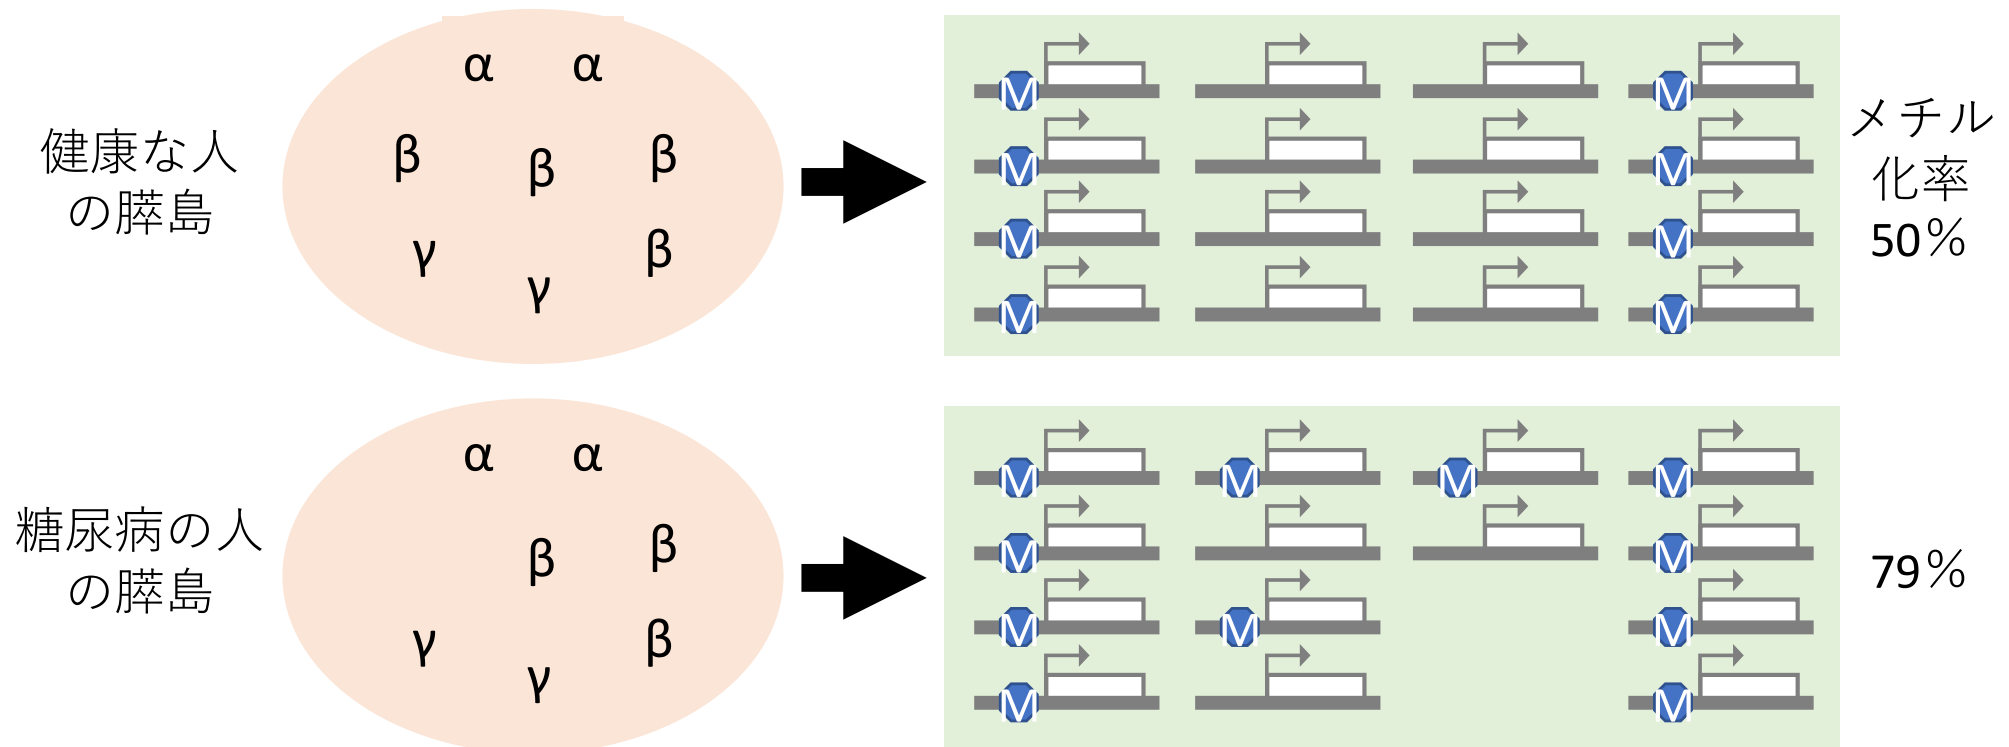 α α
β β β
γ γ β
健康な人
の膵島
M M
M M
M M
M M
メチル
化率
50%
α α
β β
γ γ β
糖尿病の人
の膵島
M M M M
M M
M M M
M M
79%